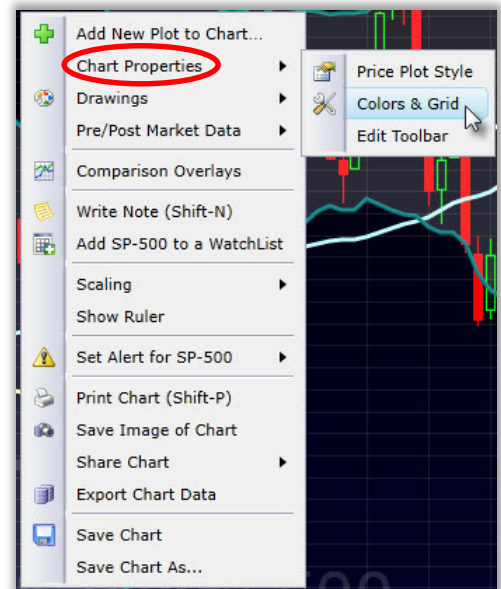 Add New Plot to Chart...
Chart Properties
Drawings
Pre/Post Market Data
Comparison Overlays
Write Note (Shift-N)
Add SP-500 to a WatchList
Scaling
Show Ruler
Set Alert for SP-500
Print Chart (Shift-P)
Save Image of Chart
Share Chart
Export Chart Data
Save Chart
Save Chart As...
Price Plot Style
Colors & Grid
Edit Toolbar